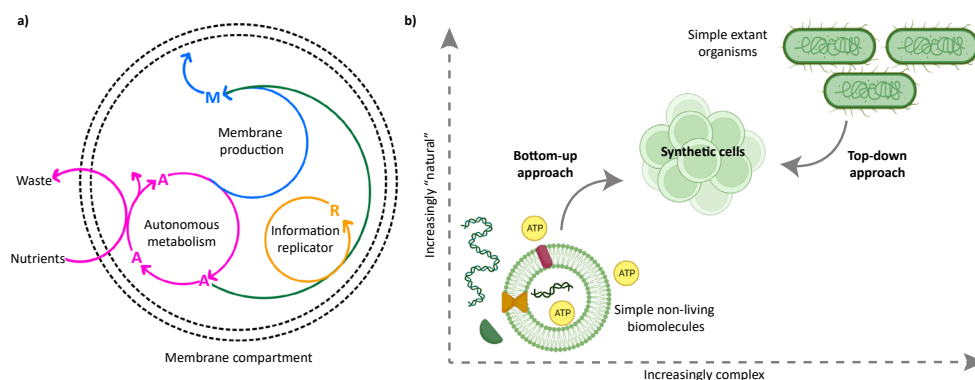 a)
M
Membrane
production
Waste
A
Autonomous
metabolism
R
Information
replicator
Nutrients
A
A
Membrane compartment
b)
Increasingly "natural"
Simple extant
organisms
Synthetic cells
Bottom-up
approach
Top-down
approach
ATP
ATP
ATP
Simple non-living
biomolecules
Increasingly complex